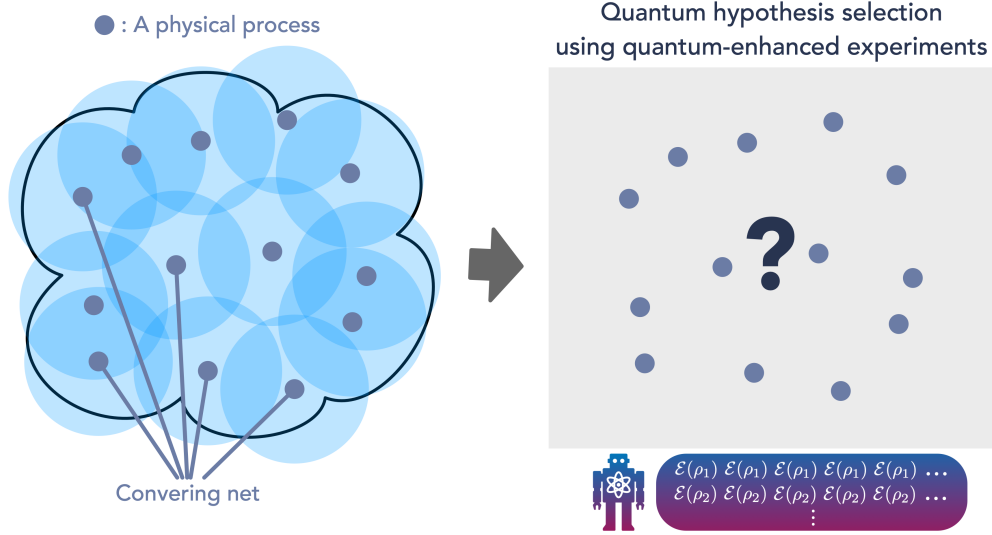 : A physical process
Quantum hypothesis selection
using quantum-enhanced experiments
?
Convering net
ℰ(ρ₁) ℰ(ρ₁) ℰ(ρ₁) ℰ(ρ₁) ℰ(ρ₁) ...
ℰ(ρ₂) ℰ(ρ₂) ℰ(ρ₂) ℰ(ρ₂) ℰ(ρ₂) ...
⋮